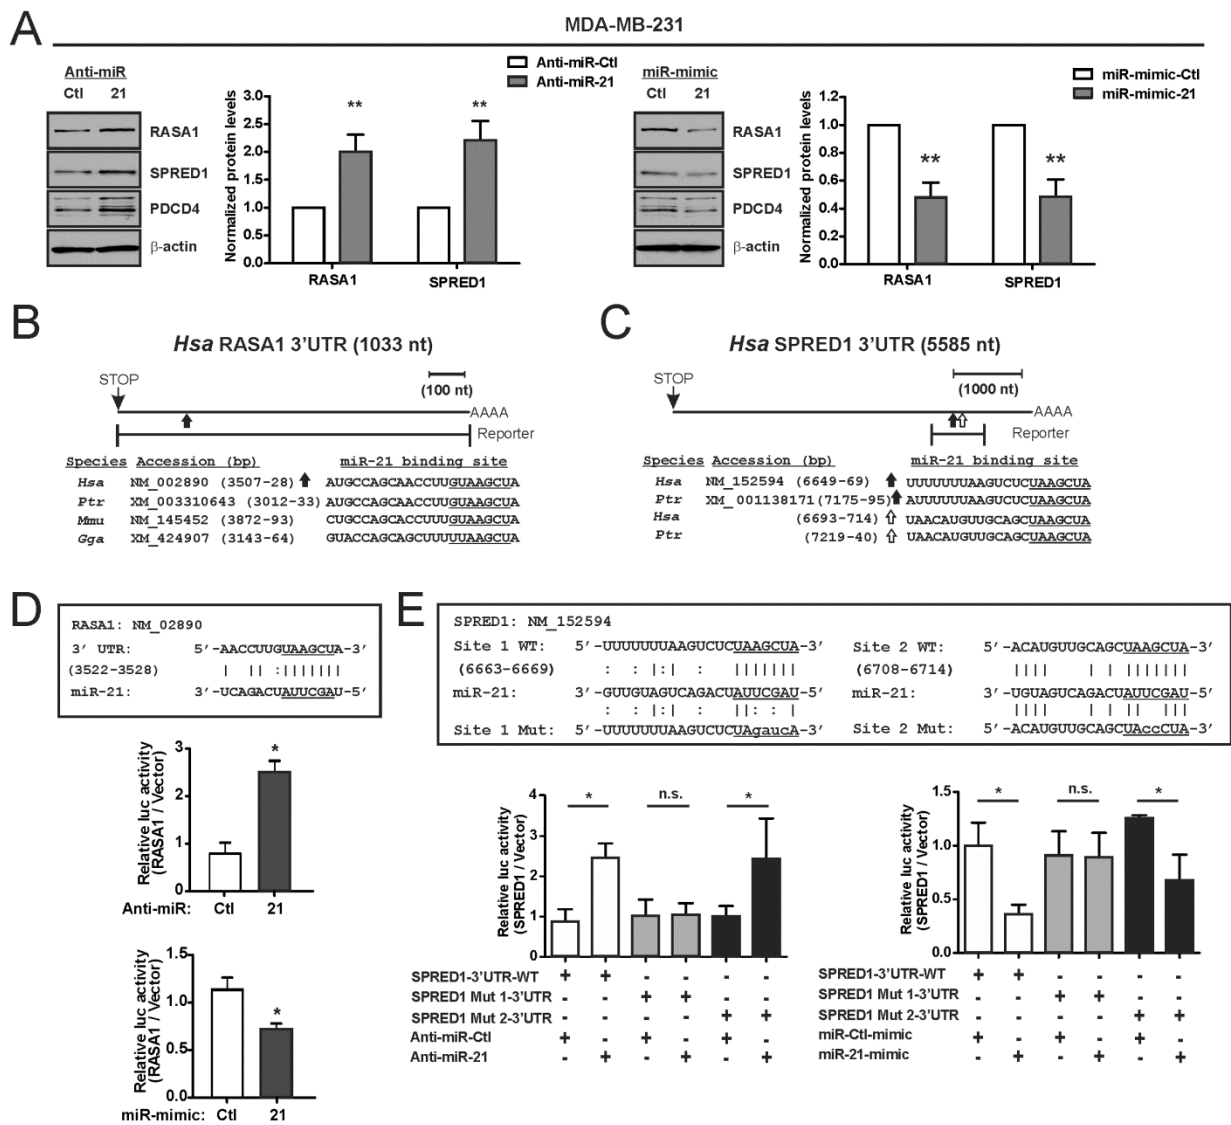 A
MDA-MB-231
Anti-miR
Ctl 21
RASA1
SPRED1
PDCD4
β-actin
Normalized protein levels
3.0
2.5
2.0
1.5
1.0
0.5
0.0
** **
RASA1 SPRED1
Anti-miR-Ctl
Anti-miR-21
miR-mimic
Ctl 21
RASA1
SPRED1
PDCD4
β-actin
Normalized protein levels
1.2
1.0
0.8
0.6
0.4
0.2
0.0
** **
RASA1 SPRED1
miR-mimic-Ctl
miR-mimic-21
B
Hsa RASA1 3'UTR (1033 nt)
STOP
(100 nt)
AAAA
Reporter
Species Accession (bp) miR-21 binding site
Hsa NM_002890 (3507-28) AUGCCAGCAACCUUGUAAGCUA
Ptr XM_003310643 (3012-33) AUGCCAGCAACCUUGUAAGCUA
Mmu NM_145452 (3872-93) CUGCCAGCACCUUUGUAAGCUA
Gga XM_424907 (3143-64) GUACCAGCAGCUUUUUAAGCUA
C
Hsa SPRED1 3'UTR (5585 nt)
STOP
(1000 nt)
AAAA
Reporter
Species Accession (bp) miR-21 binding site
Hsa NM_152594 (6649-69) UUUUUUUAAGUCUCUAAGCUA
Ptr XM_001138171(7175-95) AUUUUUUAAGUCUCUAAGCUA
Hsa (6693-714) UAACAUGUUGCAGCUAAGCUA
Ptr (7219-40) UAACAUGUUGCAGCUAAGCUA
D
RASA1: NM_02890
3' UTR: 5'-AACCUUGUAAGCUA-3'
(3522-3528) | || : |||||||
miR-21: 3'-UCAGACUAUUCGAU-5'
Relative luc activity
(RASA1 / Vector)
3
2
1
0
*
Anti-miR: Ctl 21
Relative luc activity
(RASA1 / Vector)
1.5
1.0
0.5
0.0
*
miR-mimic: Ctl 21
E
SPRED1: NM_152594
Site 1 WT: 5'-UUUUUUUAAGUCUCUAAGCUA-3'
(6663-6669) : : |:| : |||||||
miR-21: 3'-GUUGUAGUCAGACUAUUCGAU-5'
: : |:| : ||: : |
Site 1 Mut: 5'-UUUUUUUAAGUCUCUAgaucA-3'
Site 2 WT: 5'-ACAUGUUGCAGCUAAGCUA-3'
(6708-6714) |||| | |||||||
miR-21: 3'-UGUAGUCAGACUAUUCGAU-5'
|||| | || |||
Site 2 Mut: 5'-ACAUGUUGCAGCUAccCUA-3'
Relative luc activity
(SPRED1 / Vector)
4
3
2
1
0
* n.s. *
SPRED1-3'UTR-WT + + - - - -
SPRED1 Mut 1-3'UTR - - + + - -
SPRED1 Mut 2-3'UTR - - - - + +
Anti-miR-Ctl + - + - + -
Anti-miR-21 - + - + - +
Relative luc activity
(SPRED1 / Vector)
1.5
1.0
0.5
0.0
* n.s. *
SPRED1-3'UTR-WT + + - - - -
SPRED1 Mut 1-3'UTR - - + + - -
SPRED1 Mut 2-3'UTR - - - - + +
miR-Ctl-mimic + - + - + -
miR-21-mimic - + - + - +